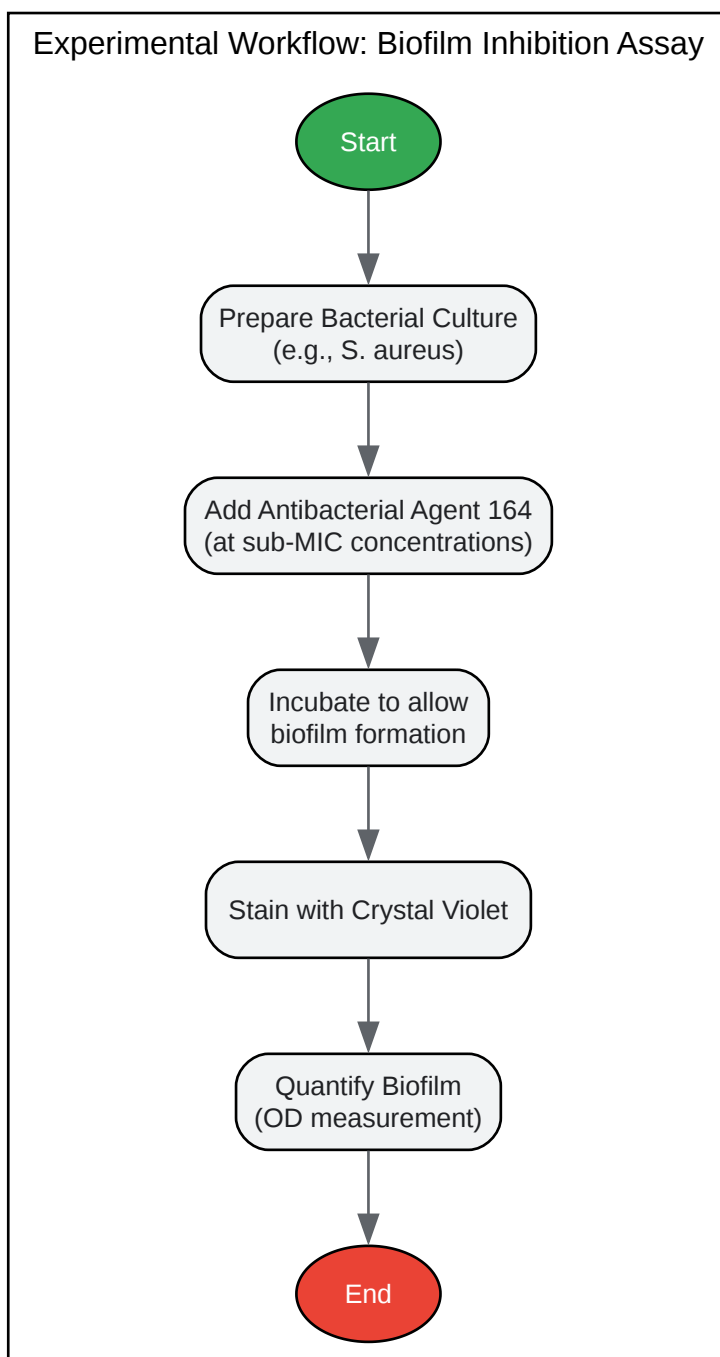 Experimental Workflow: Biofilm Inhibition Assay
Start
Prepare Bacterial Culture
(e.g., S. aureus)
Add Antibacterial Agent 164
(at sub-MIC concentrations)
Incubate to allow
biofilm formation
Stain with Crystal Violet
Quantify Biofilm
(OD measurement)
End